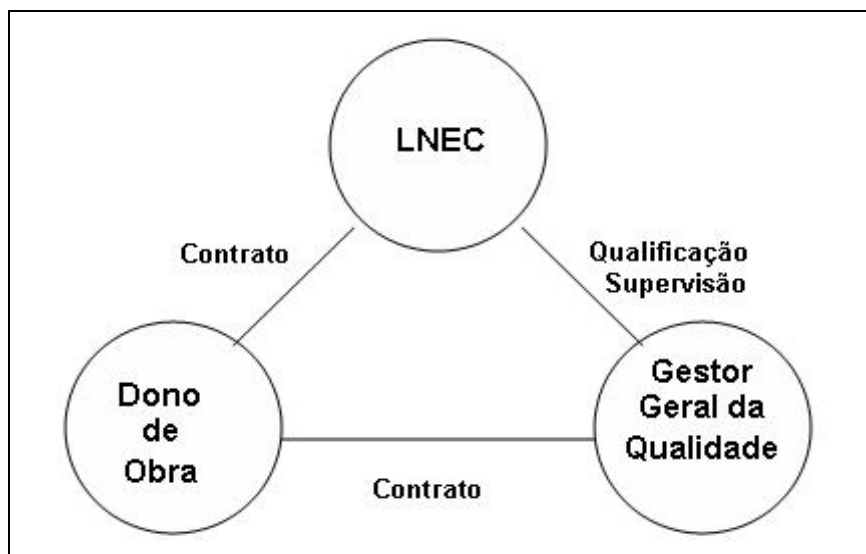 LNEC
Contrato
Qualificação
Supervisão
Dono
de
Obra
Gestor
Geral da
Qualidade
Contrato